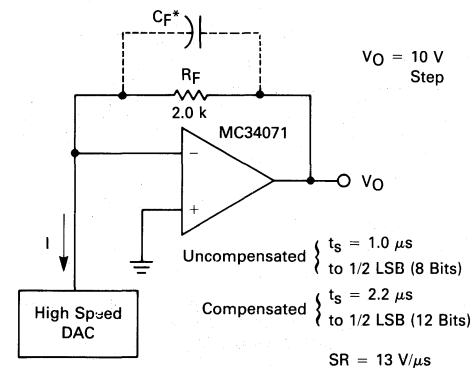 CF*
VO = 10 V
Step
RF
2.0 k
MC34071
−
+
VO
I
Uncompensated { ts = 1.0 μs
to 1/2 LSB (8 Bits)
Compensated { ts = 2.2 μs
to 1/2 LSB (12 Bits)
High Speed
DAC
SR = 13 V/μs